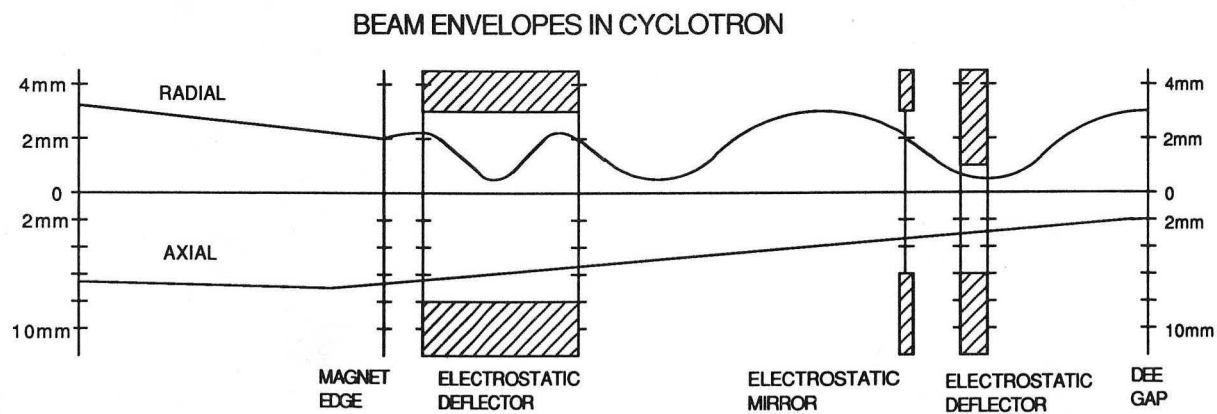 BEAM ENVELOPES IN CYCLOTRON
4mm
RADIAL
2mm
0
2mm
AXIAL
10mm
4mm
2mm
0
2mm
10mm
MAGNET
EDGE
ELECTROSTATIC
DEFLECTOR
ELECTROSTATIC
MIRROR
ELECTROSTATIC
DEFLECTOR
DEE
GAP